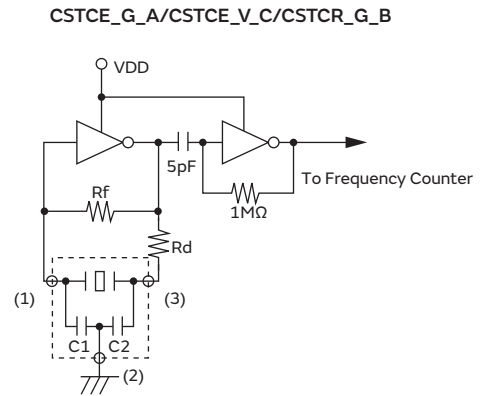 CSTCE_G_A/CSTCE_V_C/CSTCR_G_B
VDD
5pF
To Frequency Counter
Rf
1MΩ
Rd
(1)
(3)
C1
C2
(2)